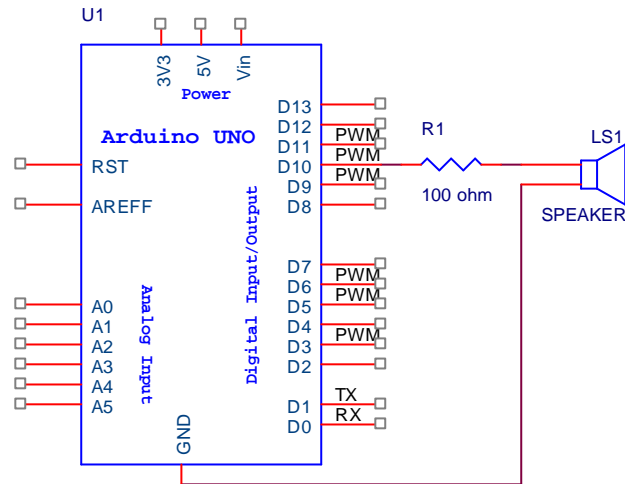 U1
3V3
5V
Vin
Power
Arduino UNO
RST
AREFF
A0
A1
A2
A3
A4
A5
Analog Input
GND
Digital Input/Output
D13
D12
D11
PWM
D10
PWM
D9
PWM
D8
D7
D6
PWM
D5
PWM
D4
D3
PWM
D2
D1
TX
D0
RX
R1
100 ohm
LS1
SPEAKER